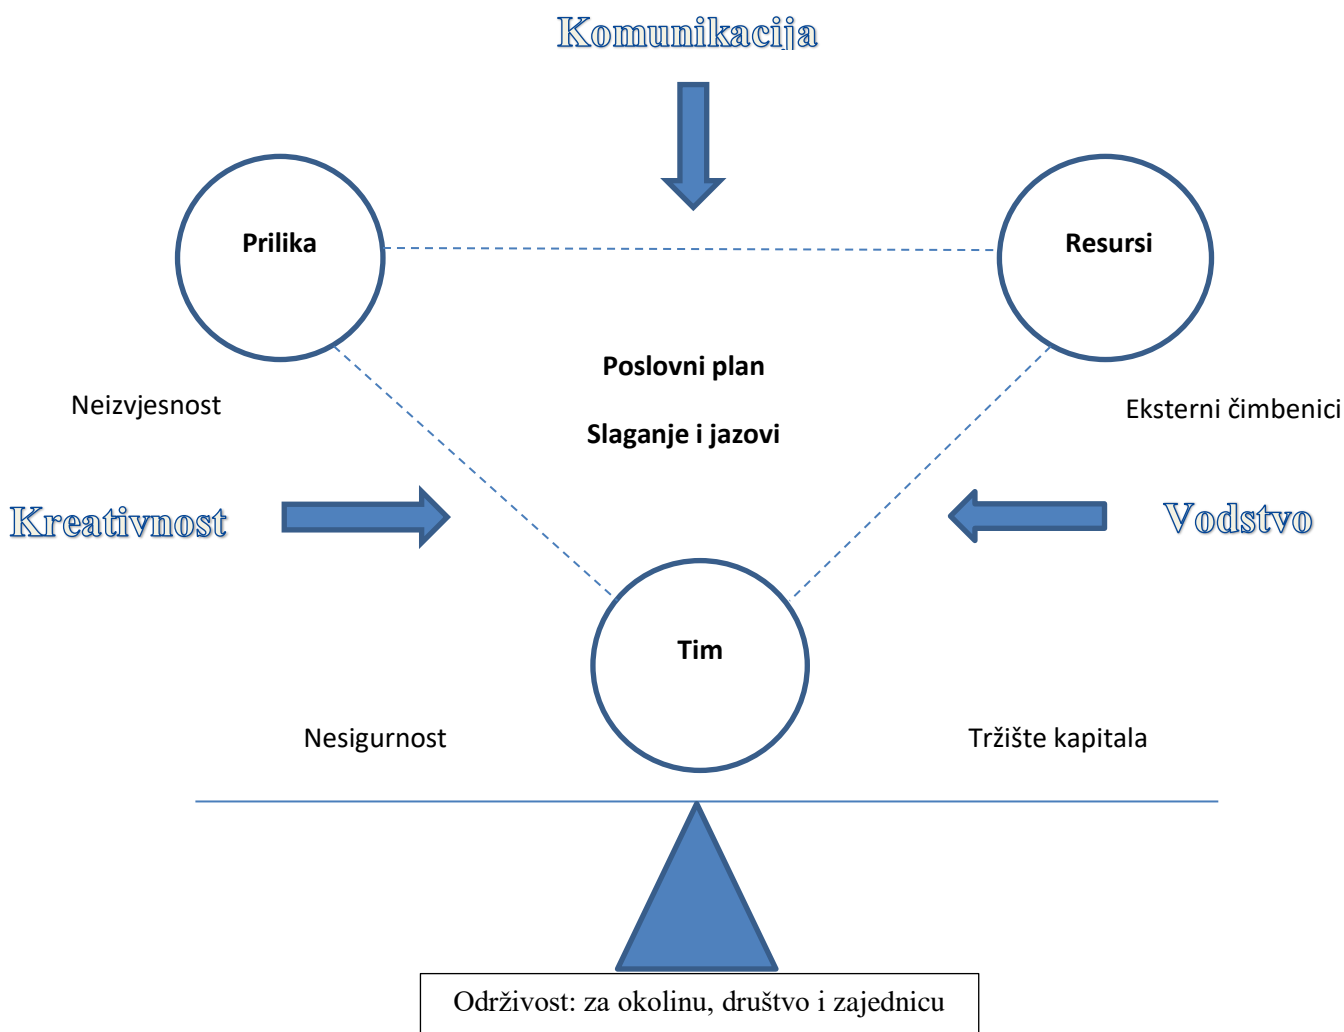 Komunikacija
Prilika
Resursi
Poslovni plan
Neizvjesnost
Eksterni čimbenici
Slaganje i jazovi
Kreativnost
Vodstvo
Tim
Nesigurnost
Tržište kapitala
Održivost: za okolinu, društvo i zajednicu